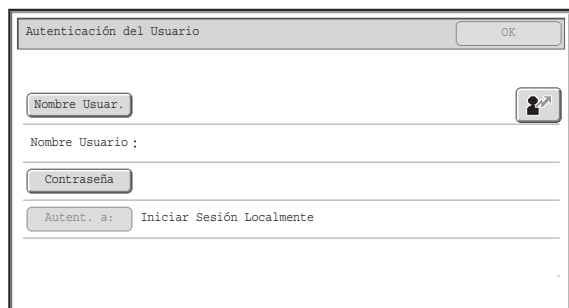 Autenticación del Usuario OK
Nombre Usuar.
Nombre Usuario :
Contraseña
Autent. a: Iniciar Sesión Localmente